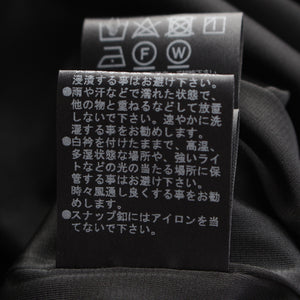 1
F
W
浸漬する事はお避け下さい。
●雨や汗などで濡れた状態で、
他の物と重ねるなどして放置
しないで下さい。速やかに洗
濯する事をお勧めします。
●白衿を付けたままで、高温、
多湿状態な場所や、強いライ
トなどの光の当たる場所に保
管する事はお避け下さい。
時々風通し良くする事をお勧
めします。
●スナップ釦にはアイロンを当
てないで下さい。